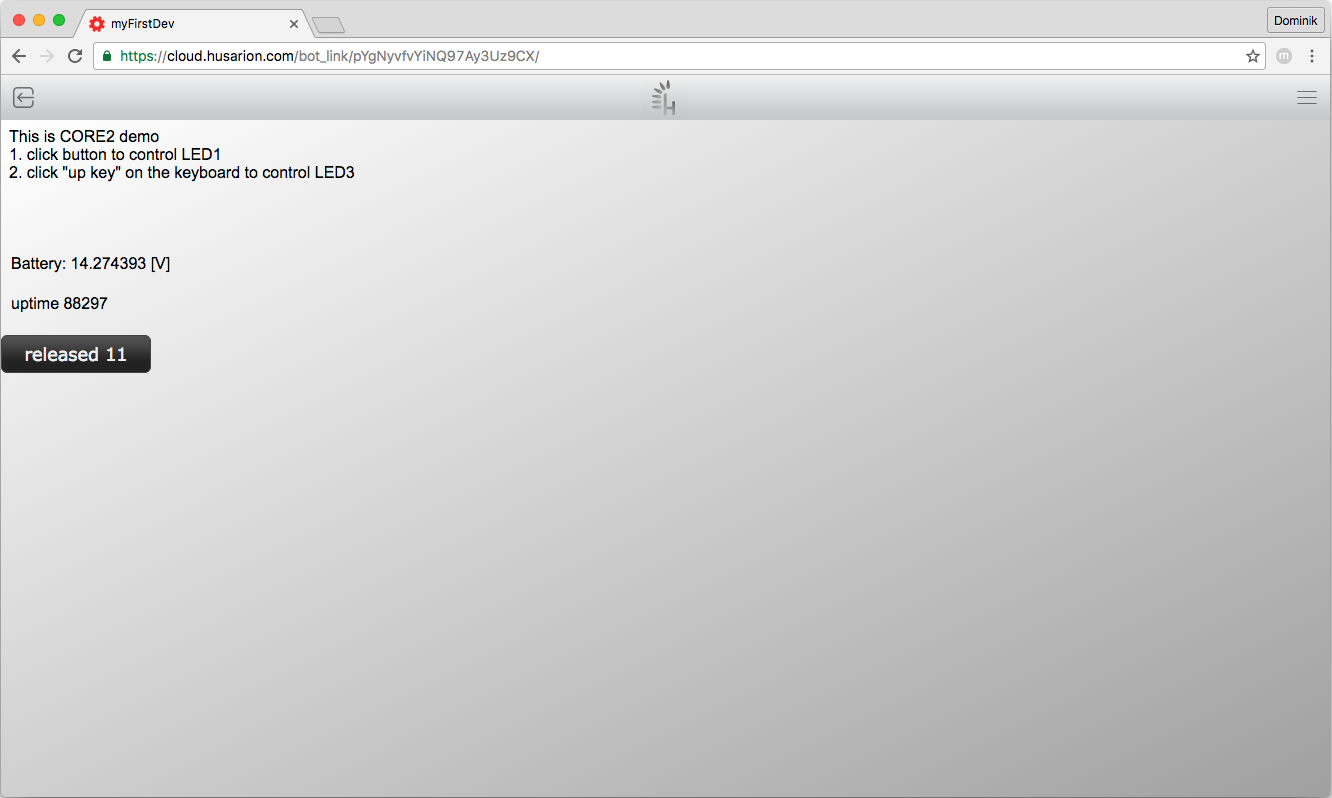 myFirstDev
Dominik
https://cloud.husarion.com/bot_link/pYgNyvfvYiNQ97Ay3Uz9CX/
m
H
This is CORE2 demo
1. click button to control LED1
2. click "up key" on the keyboard to control LED3
Battery: 14.274393 [V]
uptime 88297
released 11